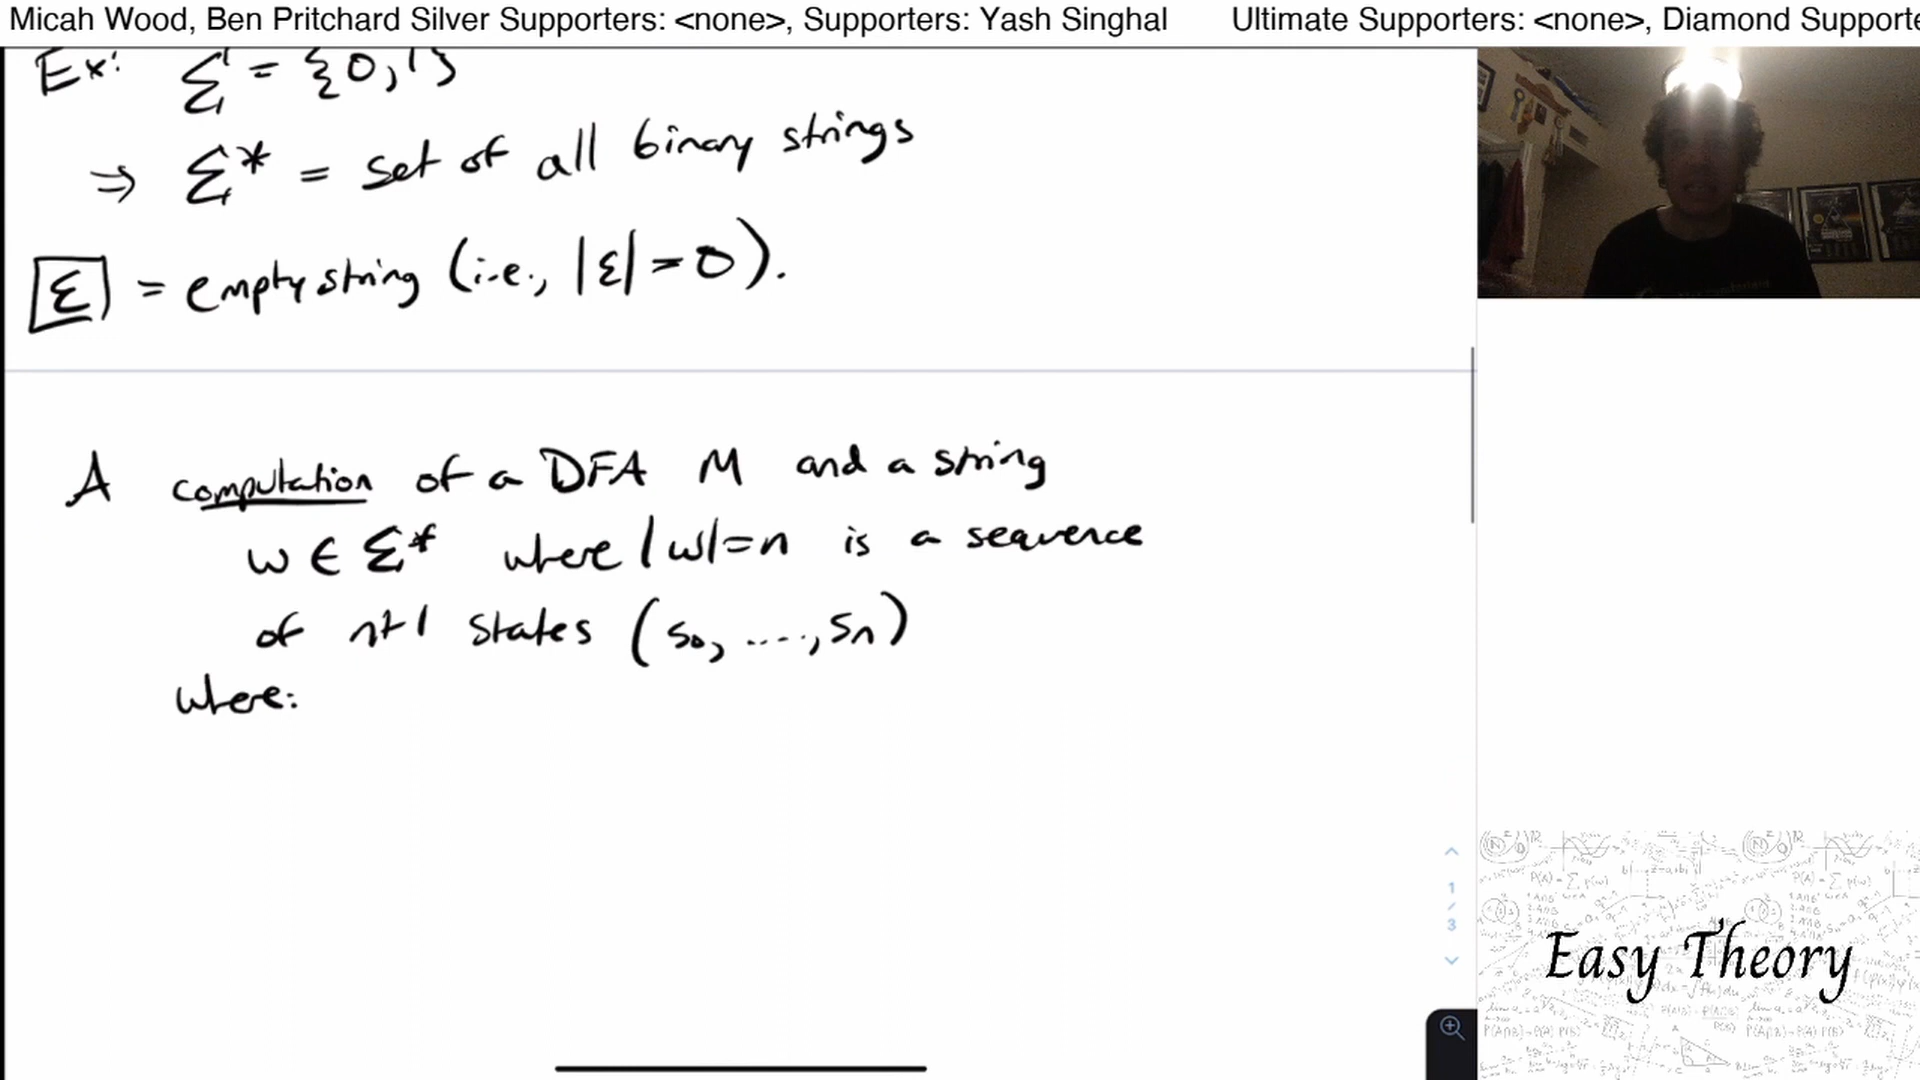 Micah Wood, Ben Pritchard Silver Supporters: <none>, Supporters: Yash Singhal Ultimate Supporters: <none>, Diamond Supporte
Ex: Σ = {0,1}
⇒ Σ* = set of all binary strings
ε = empty string (i.e., |ε| = 0).
A computation of a DFA M and a string
w ∈ Σ* where |w|=n is a sequence
of n+1 states (s₀, ...., sₙ)
where:
1
/
3
Easy Theory